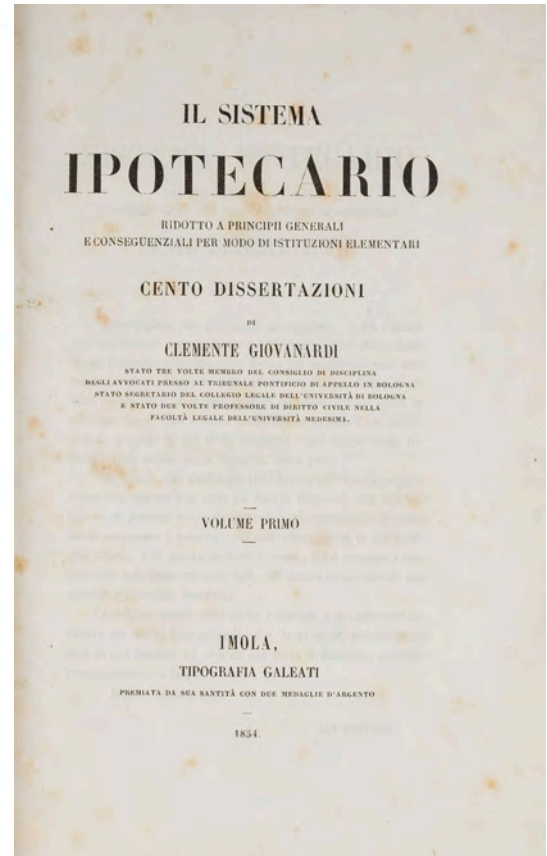 IL SISTEMA
IPOTECARIO
RIDOTTO A PRINCIPII GENERALI
E CONSEGUENZIALI PER MODO DI ISTITUZIONI ELEMENTARI
CENTO DISSERTAZIONI
DI
CLEMENTE GIOVANARDI
STATO TRE VOLTE MEMBRO DEL CONSIGLIO DI DISCIPLINA
DEGLI AVVOCATI PRESSO AL TRIBUNALE PONTIFICIO DI APPELLO IN BOLOGNA
STATO SEGRETARIO DEL COLLEGIO LEGALE DELL'UNIVERSITÀ DI BOLOGNA
E STATO DUE VOLTE PROFESSORE DI DIRITTO CIVILE NELLA
FACOLTÀ LEGALE DELL'UNIVERSITÀ MEDESIMA.
VOLUME PRIMO
IMOLA,
TIPOGRAFIA GALEATI
PREMIATA DA SUA SANTITÀ CON DUE MEDAGLIE D'ARGENTO
1854.